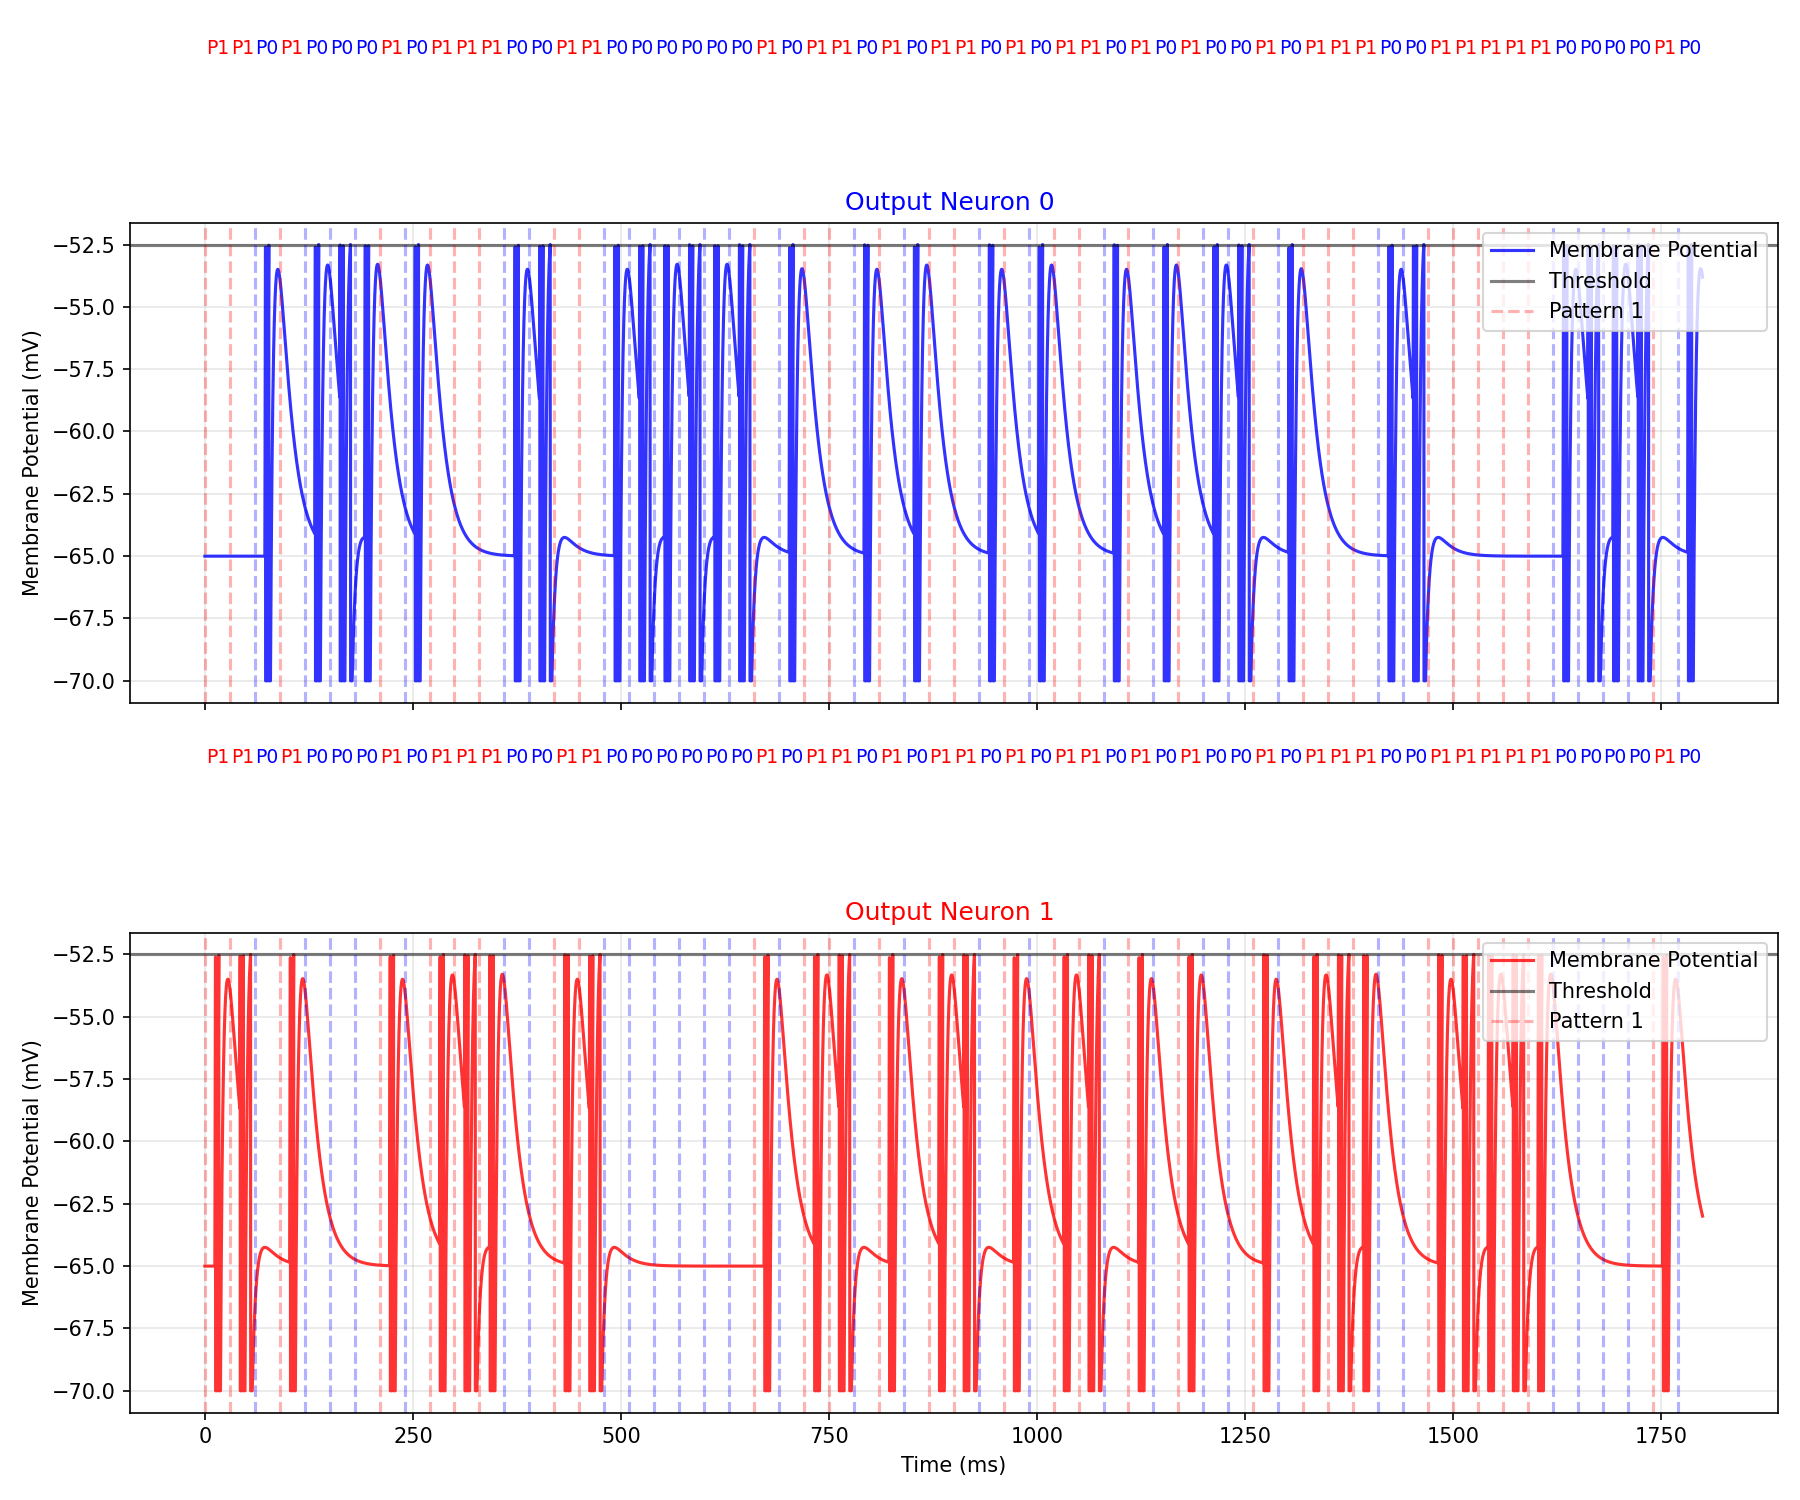 P1 P1 P0 P1 P0 P0 P0 P1 P0 P1 P1 P1 P0 P0 P1 P1 P0 P0 P0 P0 P0 P0 P1 P0 P1 P1 P0 P1 P0 P1 P1 P0 P1 P0 P1 P1 P0 P1 P0 P1 P0 P0 P1 P0 P1 P1 P1 P0 P0 P1 P1 P1 P1 P1 P0 P0 P0 P0 P1 P0
Output Neuron 0
Membrane Potential (mV)
−52.5
−55.0
−57.5
−60.0
−62.5
−65.0
−67.5
−70.0
Membrane Potential
Threshold
Pattern 1
P1 P1 P0 P1 P0 P0 P0 P1 P0 P1 P1 P1 P0 P0 P1 P1 P0 P0 P0 P0 P0 P0 P1 P0 P1 P1 P0 P1 P0 P1 P1 P0 P1 P0 P1 P1 P0 P1 P0 P1 P0 P0 P1 P0 P1 P1 P1 P0 P0 P1 P1 P1 P1 P1 P0 P0 P0 P0 P1 P0
Output Neuron 1
Membrane Potential (mV)
−52.5
−55.0
−57.5
−60.0
−62.5
−65.0
−67.5
−70.0
Membrane Potential
Threshold
Pattern 1
0 250 500 750 1000 1250 1500 1750
Time (ms)